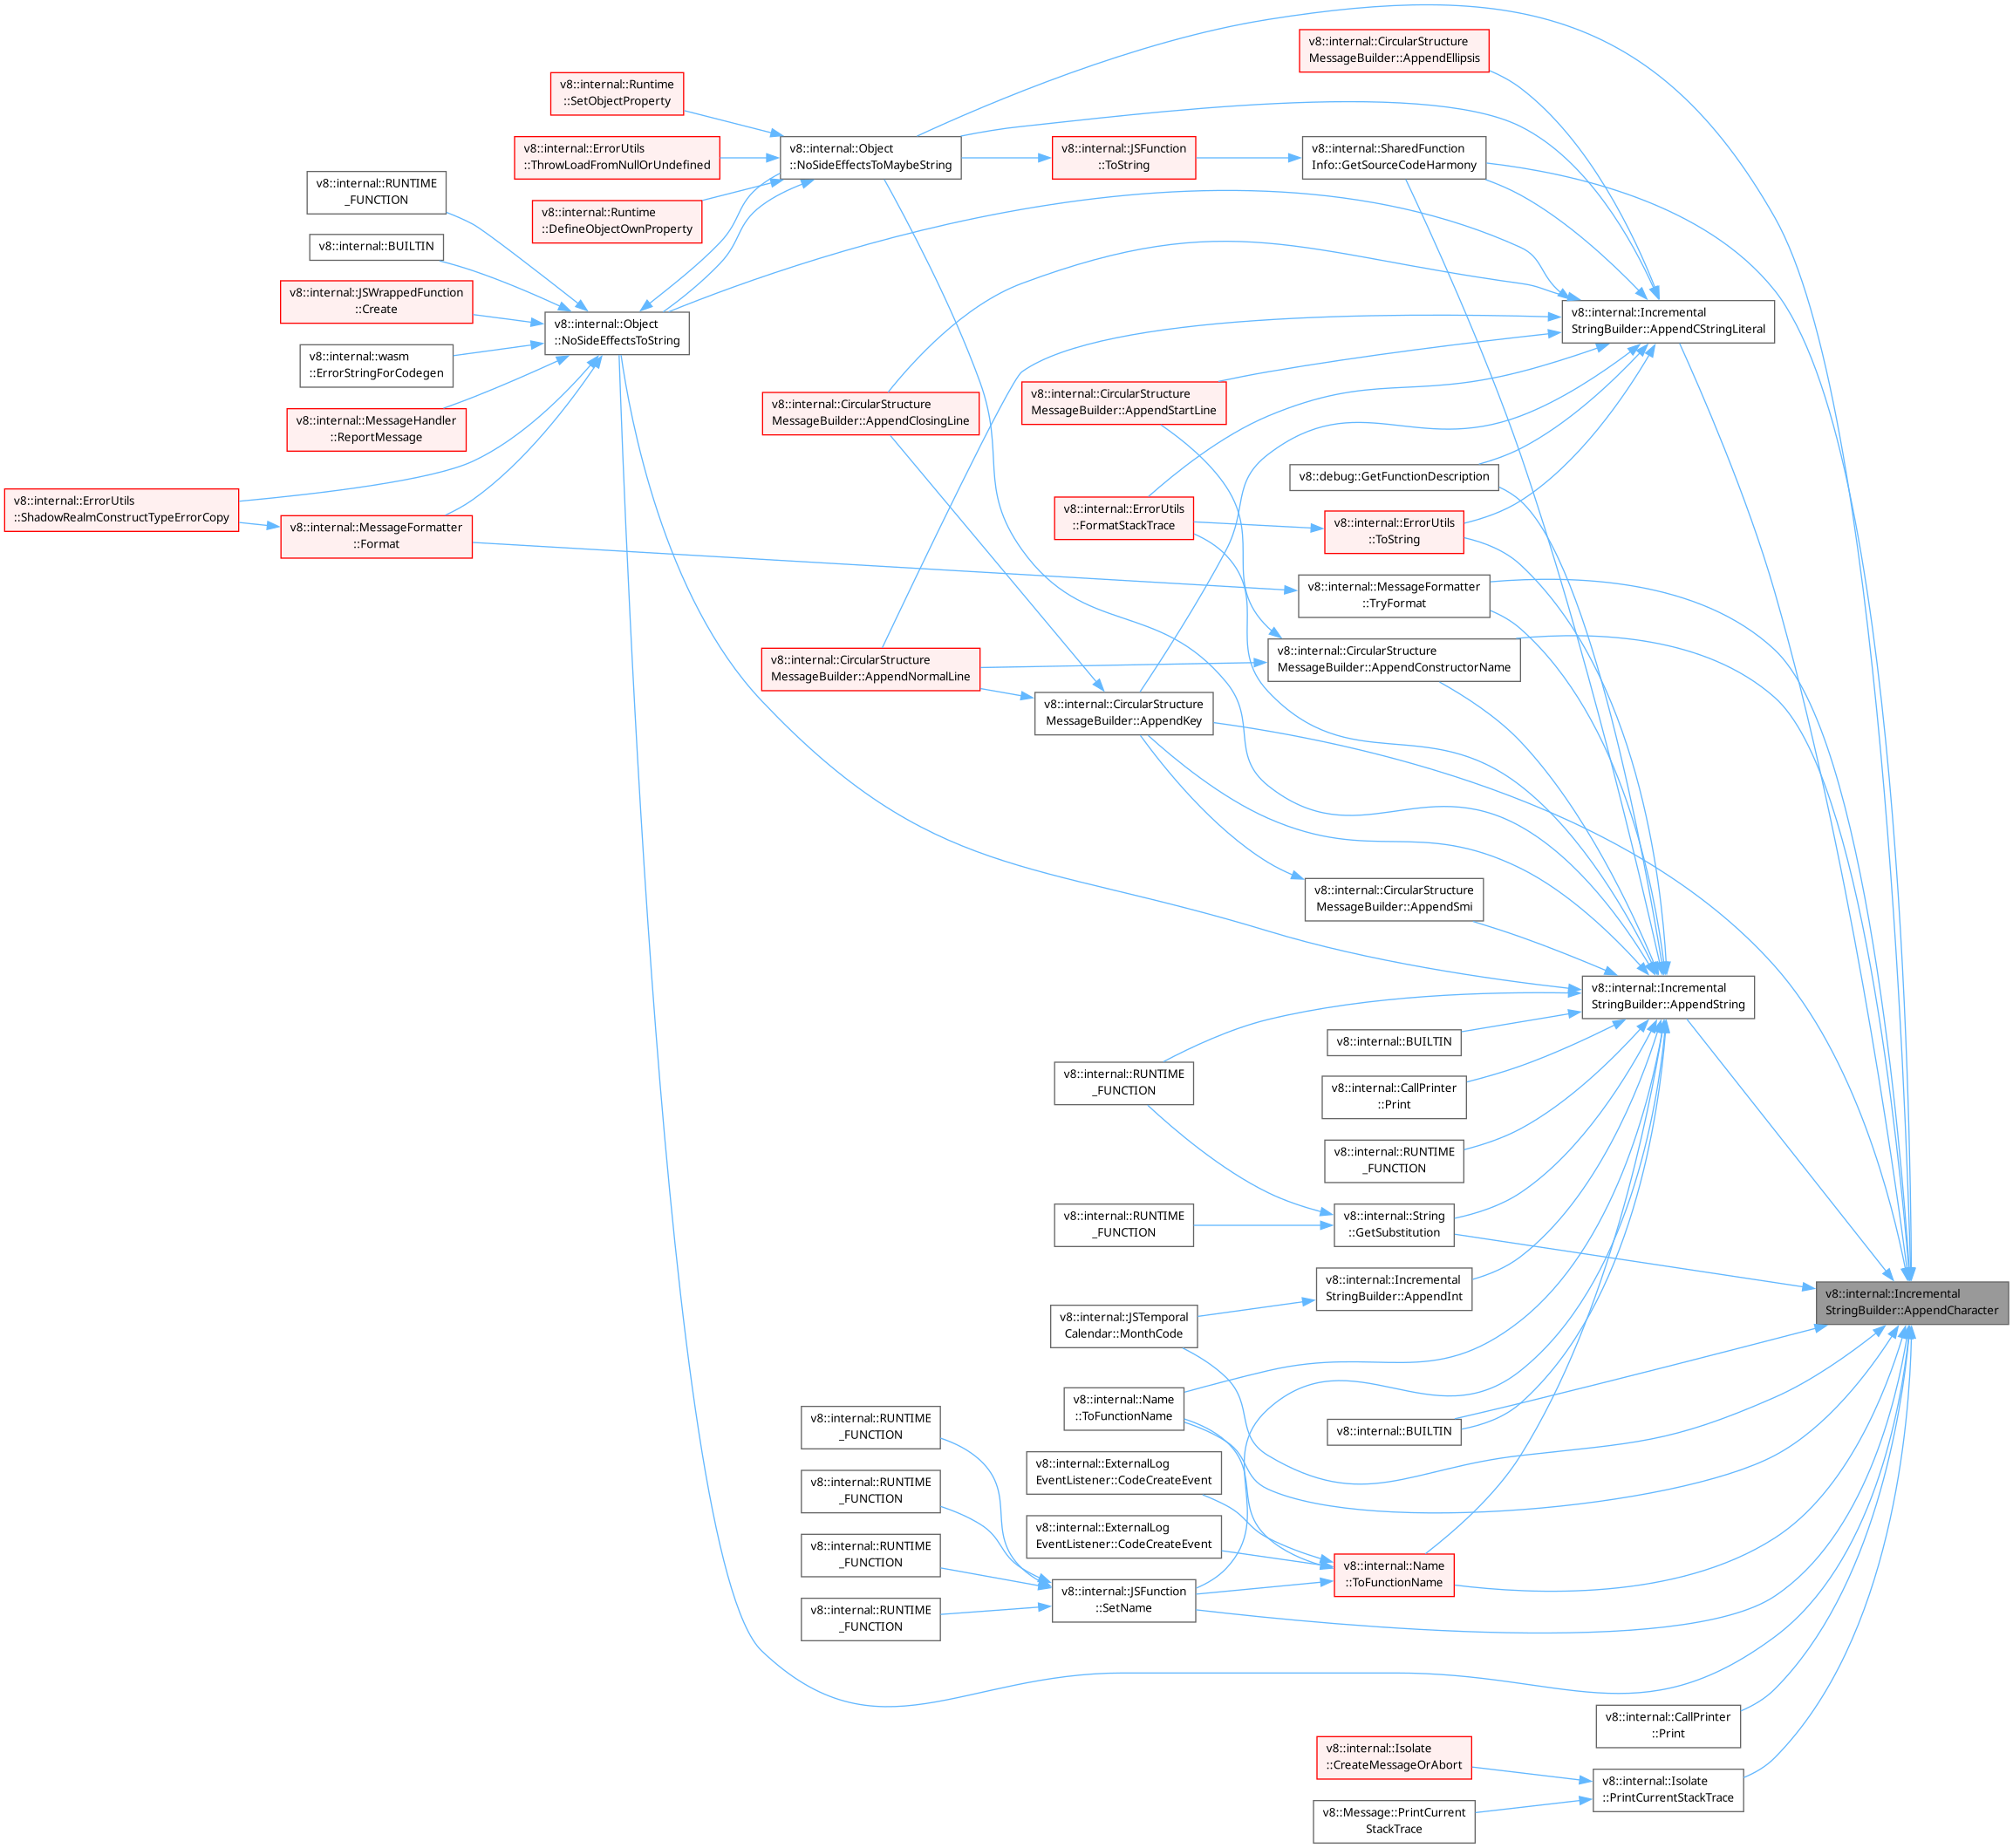 v8::internal::CircularStructure
MessageBuilder::AppendEllipsis
v8::internal::Runtime
::SetObjectProperty
v8::internal::ErrorUtils
::ThrowLoadFromNullOrUndefined
v8::internal::Object
::NoSideEffectsToMaybeString
v8::internal::JSFunction
::ToString
v8::internal::SharedFunction
Info::GetSourceCodeHarmony
v8::internal::RUNTIME
_FUNCTION
v8::internal::Runtime
::DefineObjectOwnProperty
v8::internal::BUILTIN
v8::internal::JSWrappedFunction
::Create
v8::internal::Object
::NoSideEffectsToString
v8::internal::Incremental
StringBuilder::AppendCStringLiteral
v8::internal::wasm
::ErrorStringForCodegen
v8::internal::MessageHandler
::ReportMessage
v8::internal::CircularStructure
MessageBuilder::AppendClosingLine
v8::internal::CircularStructure
MessageBuilder::AppendStartLine
v8::debug::GetFunctionDescription
v8::internal::ErrorUtils
::ShadowRealmConstructTypeErrorCopy
v8::internal::MessageFormatter
::Format
v8::internal::ErrorUtils
::FormatStackTrace
v8::internal::ErrorUtils
::ToString
v8::internal::MessageFormatter
::TryFormat
v8::internal::CircularStructure
MessageBuilder::AppendNormalLine
v8::internal::CircularStructure
MessageBuilder::AppendConstructorName
v8::internal::CircularStructure
MessageBuilder::AppendKey
v8::internal::CircularStructure
MessageBuilder::AppendSmi
v8::internal::Incremental
StringBuilder::AppendString
v8::internal::BUILTIN
v8::internal::RUNTIME
_FUNCTION
v8::internal::CallPrinter
::Print
v8::internal::RUNTIME
_FUNCTION
v8::internal::RUNTIME
_FUNCTION
v8::internal::String
::GetSubstitution
v8::internal::Incremental
StringBuilder::AppendInt
v8::internal::Incremental
StringBuilder::AppendCharacter
v8::internal::JSTemporal
Calendar::MonthCode
v8::internal::Name
::ToFunctionName
v8::internal::BUILTIN
v8::internal::RUNTIME
_FUNCTION
v8::internal::ExternalLog
EventListener::CodeCreateEvent
v8::internal::RUNTIME
_FUNCTION
v8::internal::ExternalLog
EventListener::CodeCreateEvent
v8::internal::RUNTIME
_FUNCTION
v8::internal::Name
::ToFunctionName
v8::internal::JSFunction
::SetName
v8::internal::RUNTIME
_FUNCTION
v8::internal::CallPrinter
::Print
v8::internal::Isolate
::CreateMessageOrAbort
v8::internal::Isolate
::PrintCurrentStackTrace
v8::Message::PrintCurrent
StackTrace